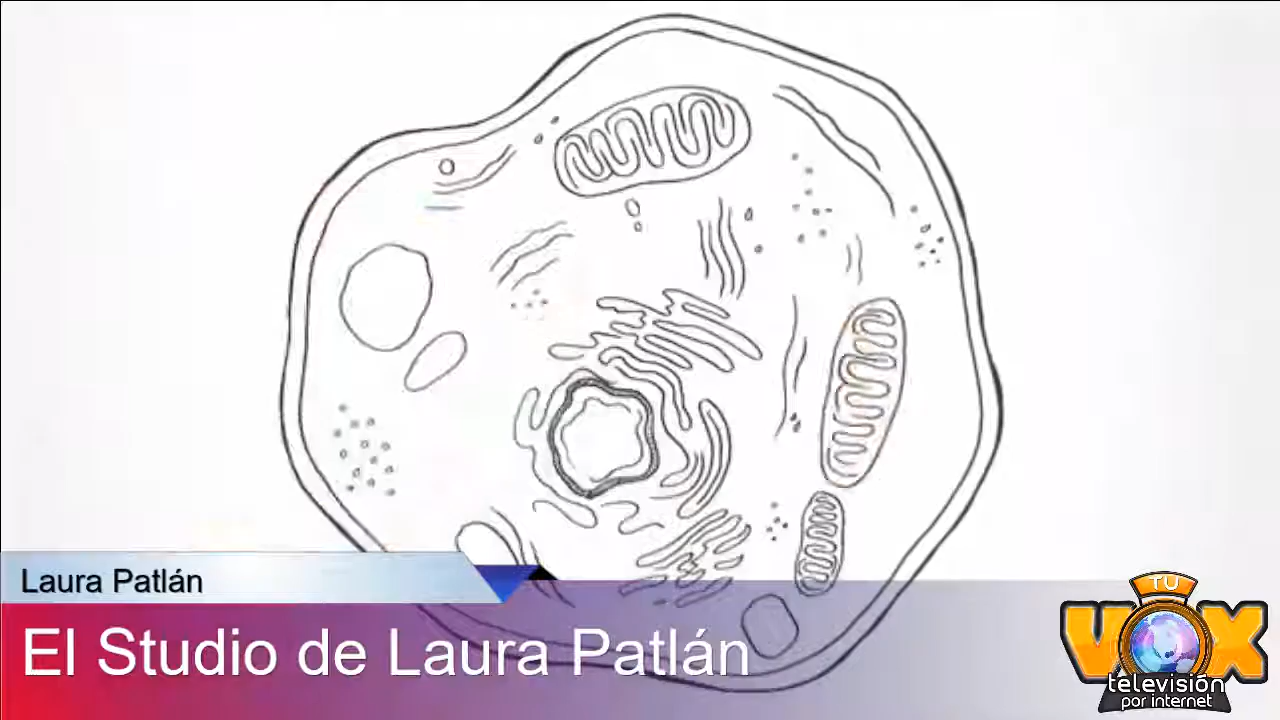 Laura Patlán
El Studio de Laura Patlán
TU
VOX
televisión
por internet